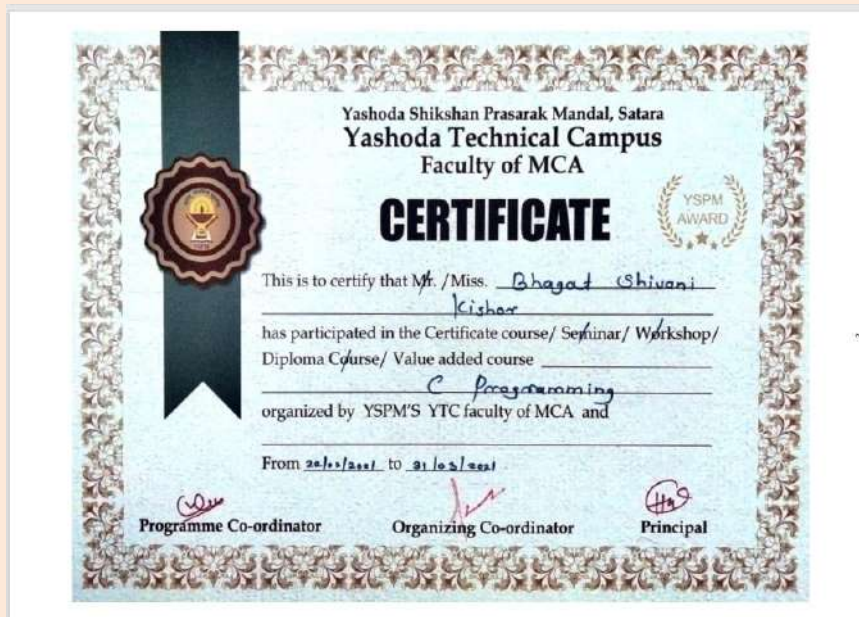 Yashoda Shikshan Prasarak Mandal, Satara
Yashoda Technical Campus
Faculty of MCA
CERTIFICATE
YSPM
AWARD
This is to certify that Mr. /Miss. Bhagat Shivani
Kishor
has participated in the Certificate course/ Seminar/ Workshop/
Diploma Course/ Value added course
C Programming
organized by YSPM'S YTC faculty of MCA and
From to 31/03/2021
Programme Co-ordinator
Organizing Co-ordinator
Principal